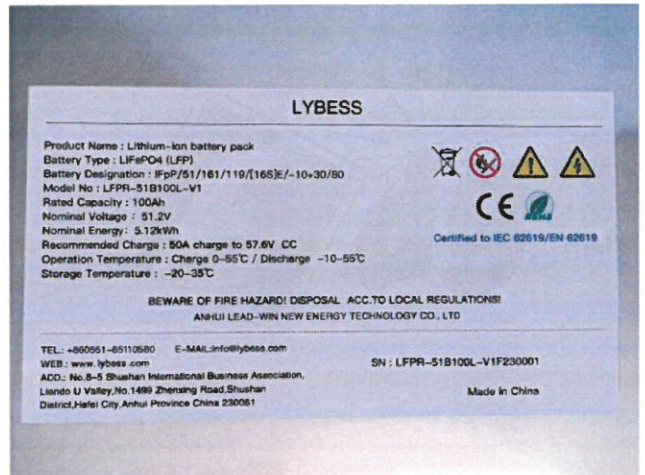 LYBESS
Product Name : Lithium-ion battery pack
Battery Type : LiFePO4 (LFP)
Battery Designation : IFpP/51/161/119/[16S]E/-10+30/80
Model No : LFPR-51B100L-V1
Rated Capacity : 100Ah
Nominal Voltage : 51.2V
Nominal Energy: 5.12kWh
Recommended Charge : 50A charge to 57.6V CC
Operation Temperature : Charge 0-55℃ / Discharge -10-55℃
Storage Temperature : -20-35℃
CE RoHS
Certified to IEC 62619/EN 62619
BEWARE OF FIRE HAZARD! DISPOSAL ACC.TO LOCAL REGULATIONS!
ANHUI LEAD-WIN NEW ENERGY TECHNOLOGY CO., LTD
TEL.: +860551-65110580 E-MAIL:info@lybess.com
WEB.: www.lybess.com
ADD.: No.8-5 Shushan International Business Association,
Liando U Valley,No.1499 Zhenxing Road,Shushan
District,Hefei City,Anhui Province China 230061
SN : LFPR-51B100L-V1F230001
Made in China